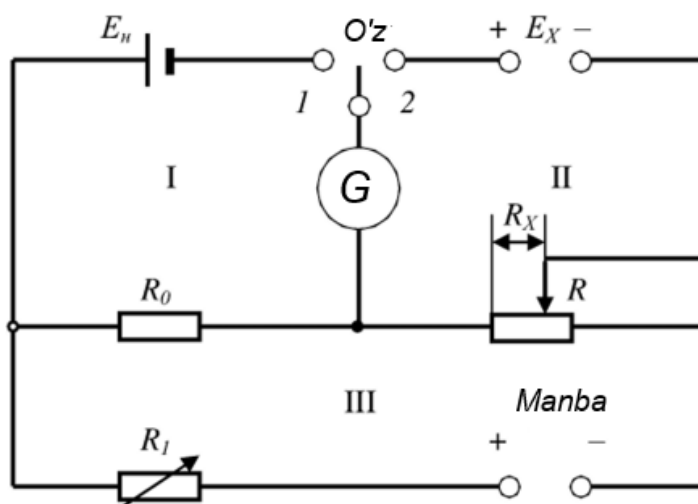 Eн O'z + EX −
1 2
I G II
RX
R0 R
III Manba
R1 + −